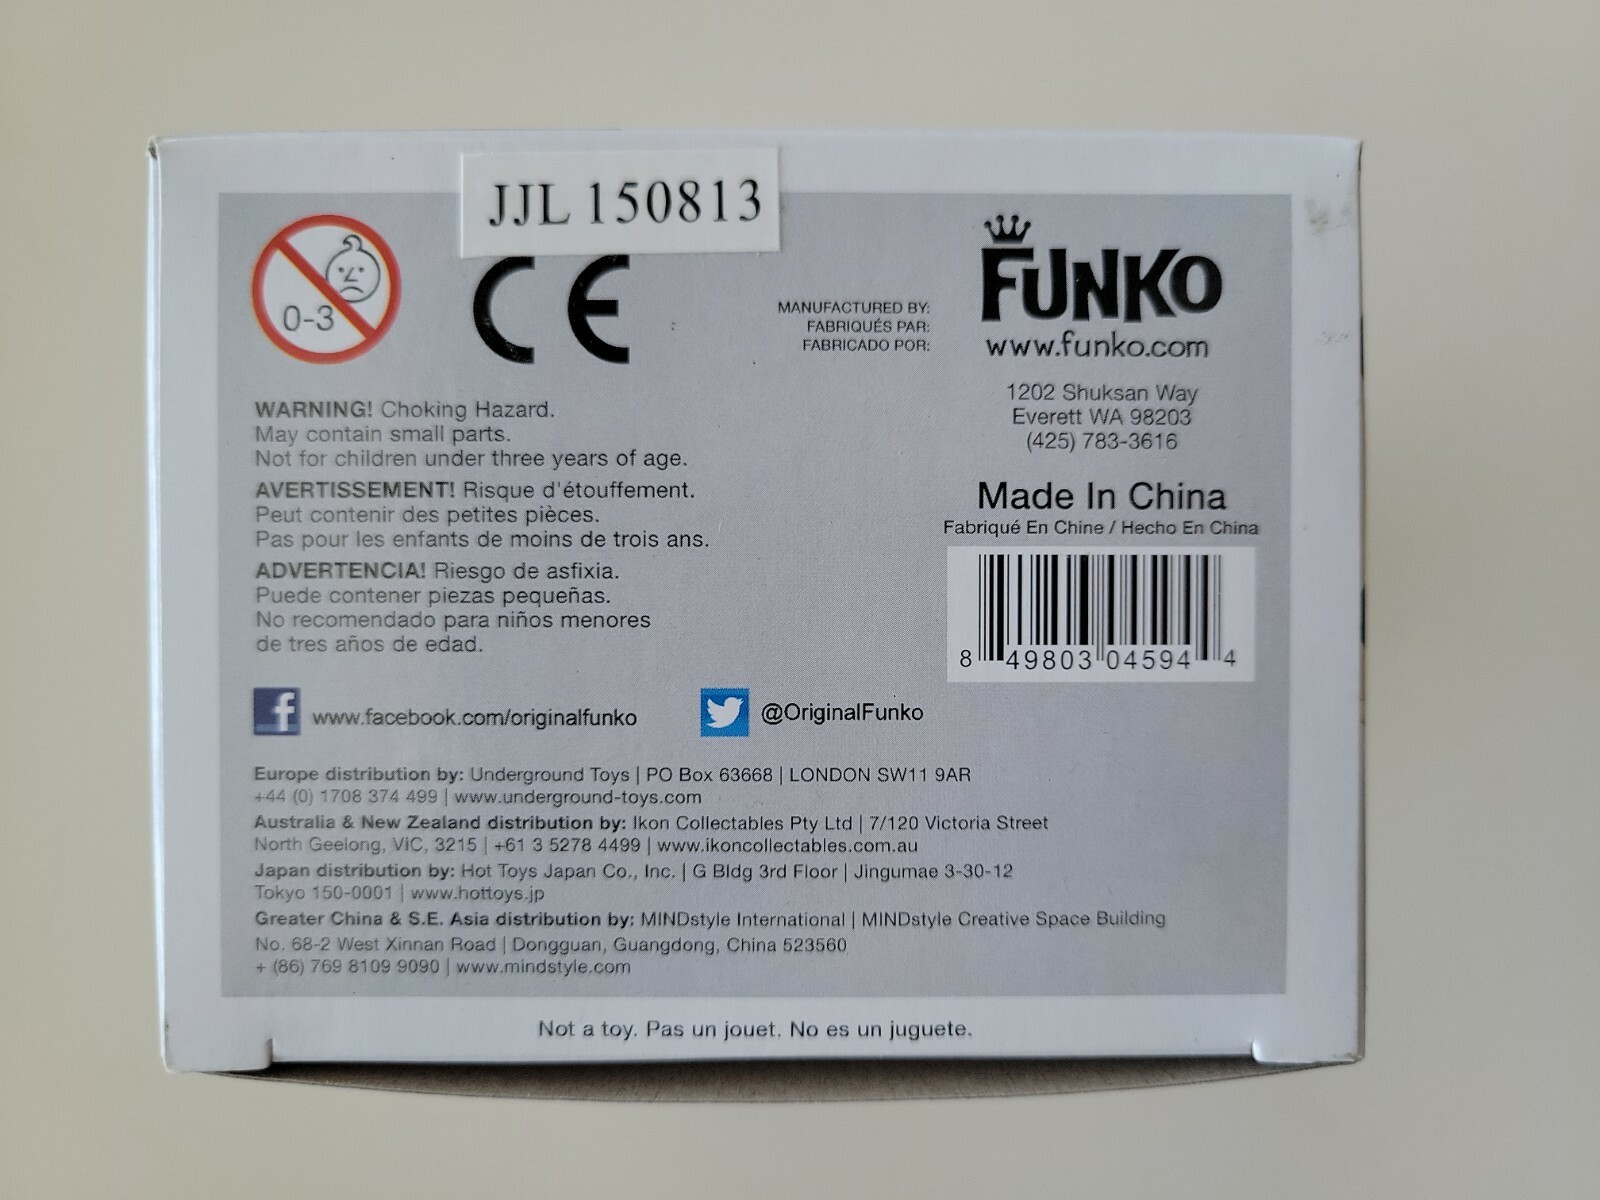 JJL 150813
0-3
CE
MANUFACTURED BY:
FABRIQUÉS PAR:
FABRICADO POR:
FUNKO
www.funko.com
1202 Shuksan Way
Everett WA 98203
(425) 783-3616
Made In China
Fabriqué En Chine / Hecho En China
8 49803 04594 4
WARNING! Choking Hazard.
May contain small parts.
Not for children under three years of age.
AVERTISSEMENT! Risque d'étouffement.
Peut contenir des petites pièces.
Pas pour les enfants de moins de trois ans.
ADVERTENCIA! Riesgo de asfixia.
Puede contener piezas pequeñas.
No recomendado para niños menores
de tres años de edad.
f www.facebook.com/originalfunko
@OriginalFunko
Europe distribution by: Underground Toys | PO Box 63668 | LONDON SW11 9AR
+44 (0) 1708 374 499 | www.underground-toys.com
Australia & New Zealand distribution by: Ikon Collectables Pty Ltd | 7/120 Victoria Street
North Geelong, ViC, 3215 | +61 3 5278 4499 | www.ikoncollectables.com.au
Japan distribution by: Hot Toys Japan Co., Inc. | G Bldg 3rd Floor | Jingumae 3-30-12
Tokyo 150-0001 | www.hottoys.jp
Greater China & S.E. Asia distribution by: MINDstyle International | MINDstyle Creative Space Building
No. 68-2 West Xinnan Road | Dongguan, Guangdong, China 523560
+ (86) 769 8109 9090 | www.mindstyle.com
Not a toy. Pas un jouet. No es un juguete.